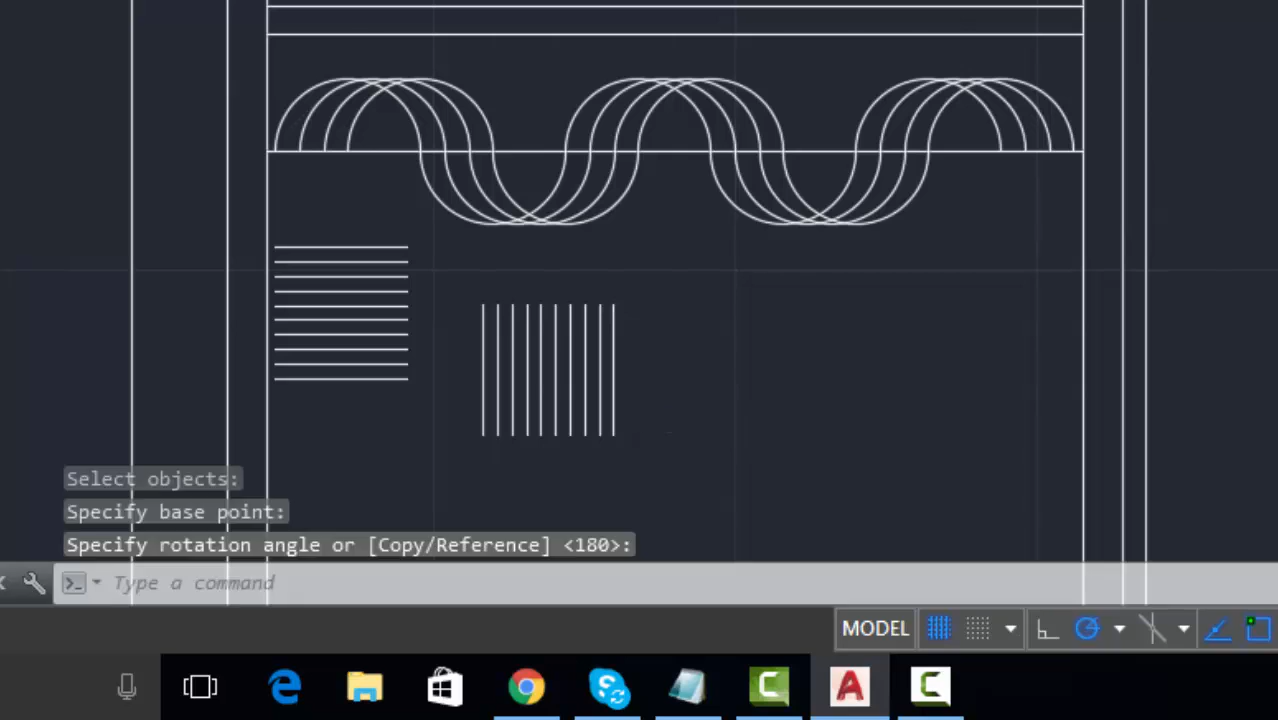 Select objects:
Specify base point:
Specify rotation angle or [Copy/Reference] <180>:
Type a command
MODEL